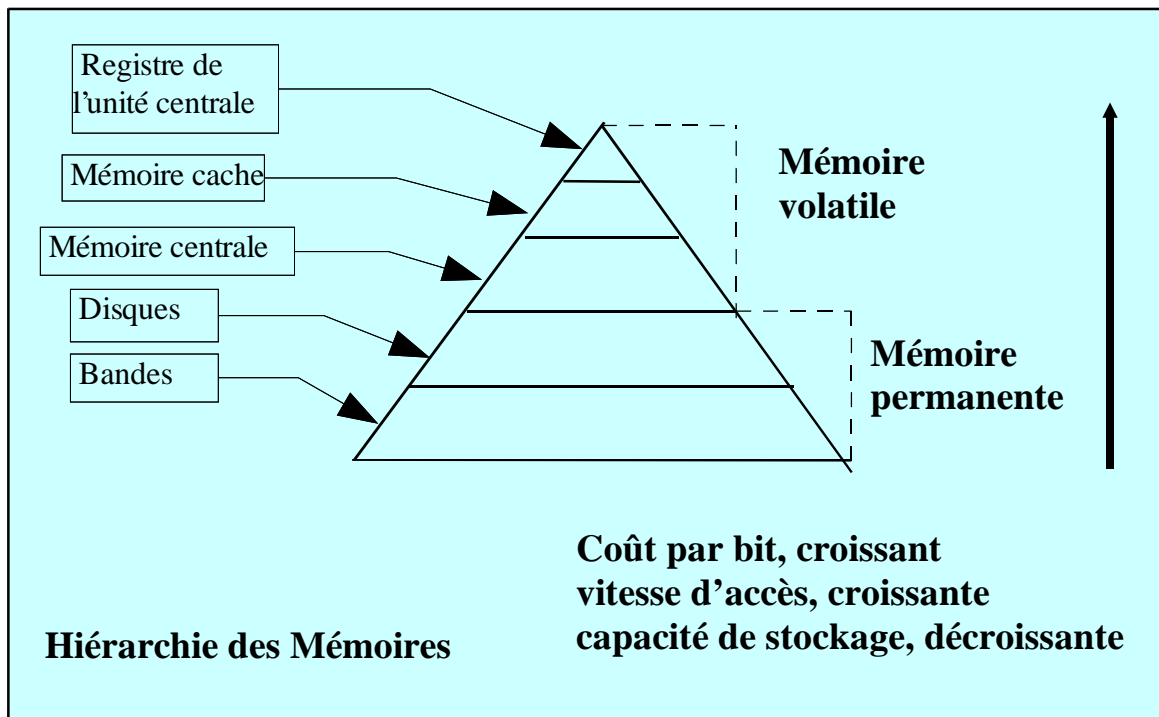 Registre de
l'unité centrale
Mémoire cache
Mémoire centrale
Disques
Bandes
Mémoire
volatile
Mémoire
permanente
Coût par bit, croissant
vitesse d’accès, croissante
capacité de stockage, décroissante
Hiérarchie des Mémoires